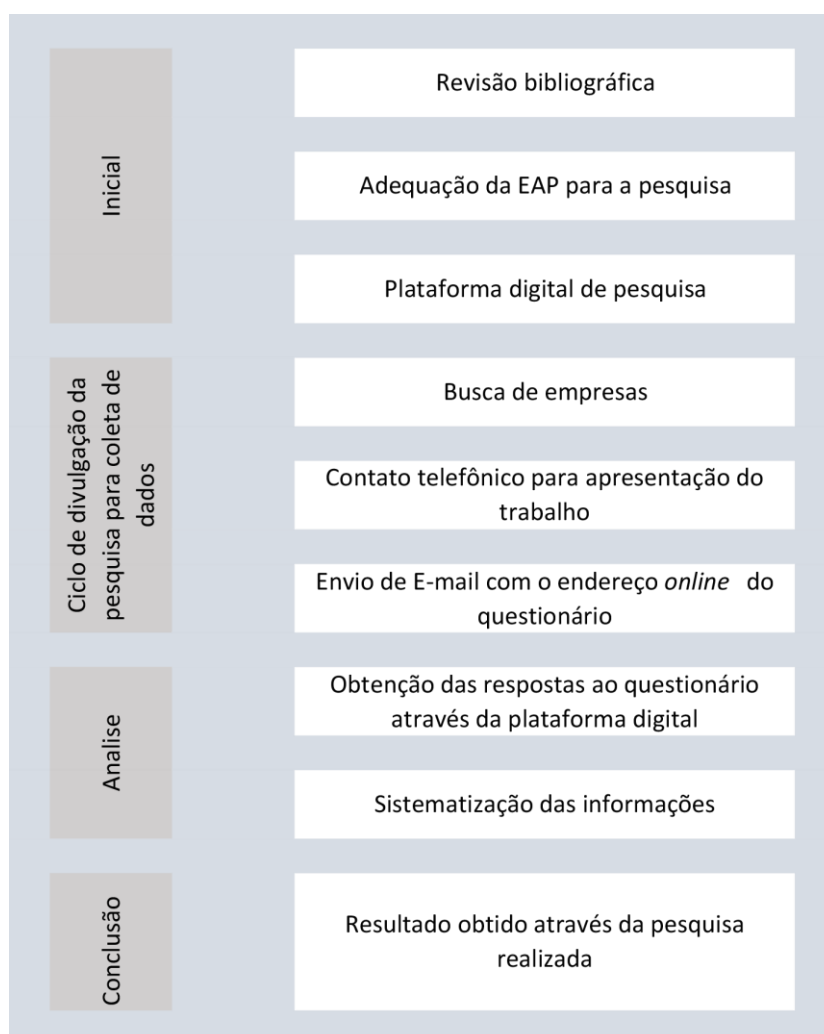 Inicial
Revisão bibliográfica
Adequação da EAP para a pesquisa
Plataforma digital de pesquisa
Ciclo de divulgação da
pesquisa para coleta de
dados
Busca de empresas
Contato telefônico para apresentação do
trabalho
Envio de E-mail com o endereço online do
questionário
Analise
Obtenção das respostas ao questionário
através da plataforma digital
Sistematização das informações
Conclusão
Resultado obtido através da pesquisa
realizada